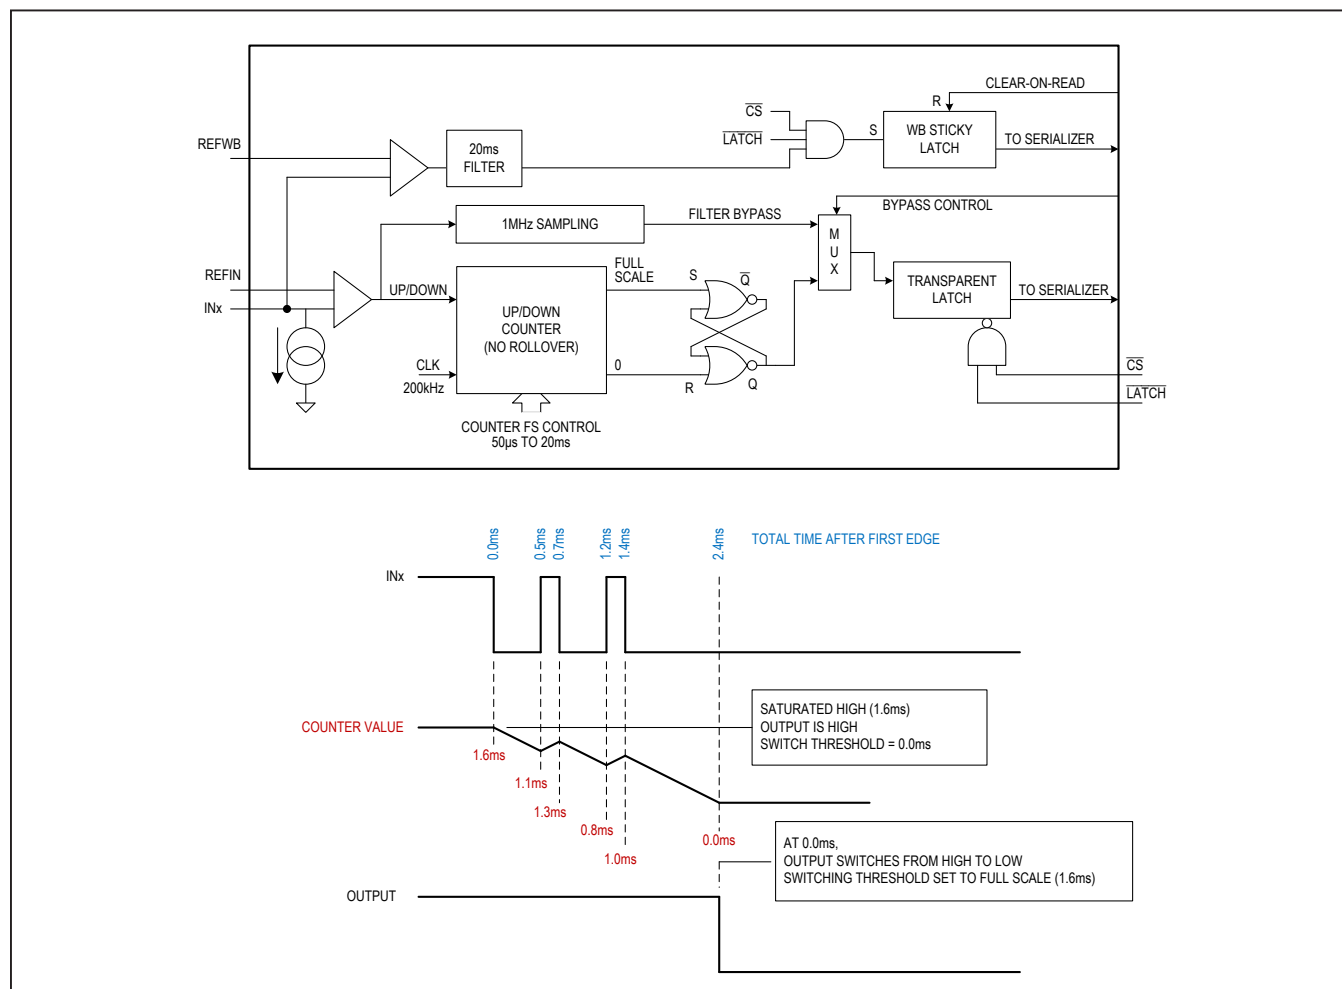 CLEAR-ON-READ
C̅S̅
R
REFWB
L̅A̅T̅C̅H̅
S
20ms
FILTER
WB STICKY
LATCH
TO SERIALIZER
BYPASS CONTROL
1MHz SAMPLING
FILTER BYPASS
M
U
X
REFIN
INx
UP/DOWN
FULL
SCALE
S
Q̅
UP/DOWN
COUNTER
(NO ROLLOVER)
TRANSPARENT
LATCH
TO SERIALIZER
CLK
200kHz
0
R
Q
C̅S̅
L̅A̅T̅C̅H̅
COUNTER FS CONTROL
50µs TO 20ms
0.0ms
0.5ms
0.7ms
1.2ms
1.4ms
2.4ms
TOTAL TIME AFTER FIRST EDGE
INx
COUNTER VALUE
SATURATED HIGH (1.6ms)
OUTPUT IS HIGH
SWITCH THRESHOLD = 0.0ms
1.6ms
1.1ms
1.3ms
0.8ms
1.0ms
0.0ms
AT 0.0ms,
OUTPUT SWITCHES FROM HIGH TO LOW
SWITCHING THRESHOLD SET TO FULL SCALE (1.6ms)
OUTPUT